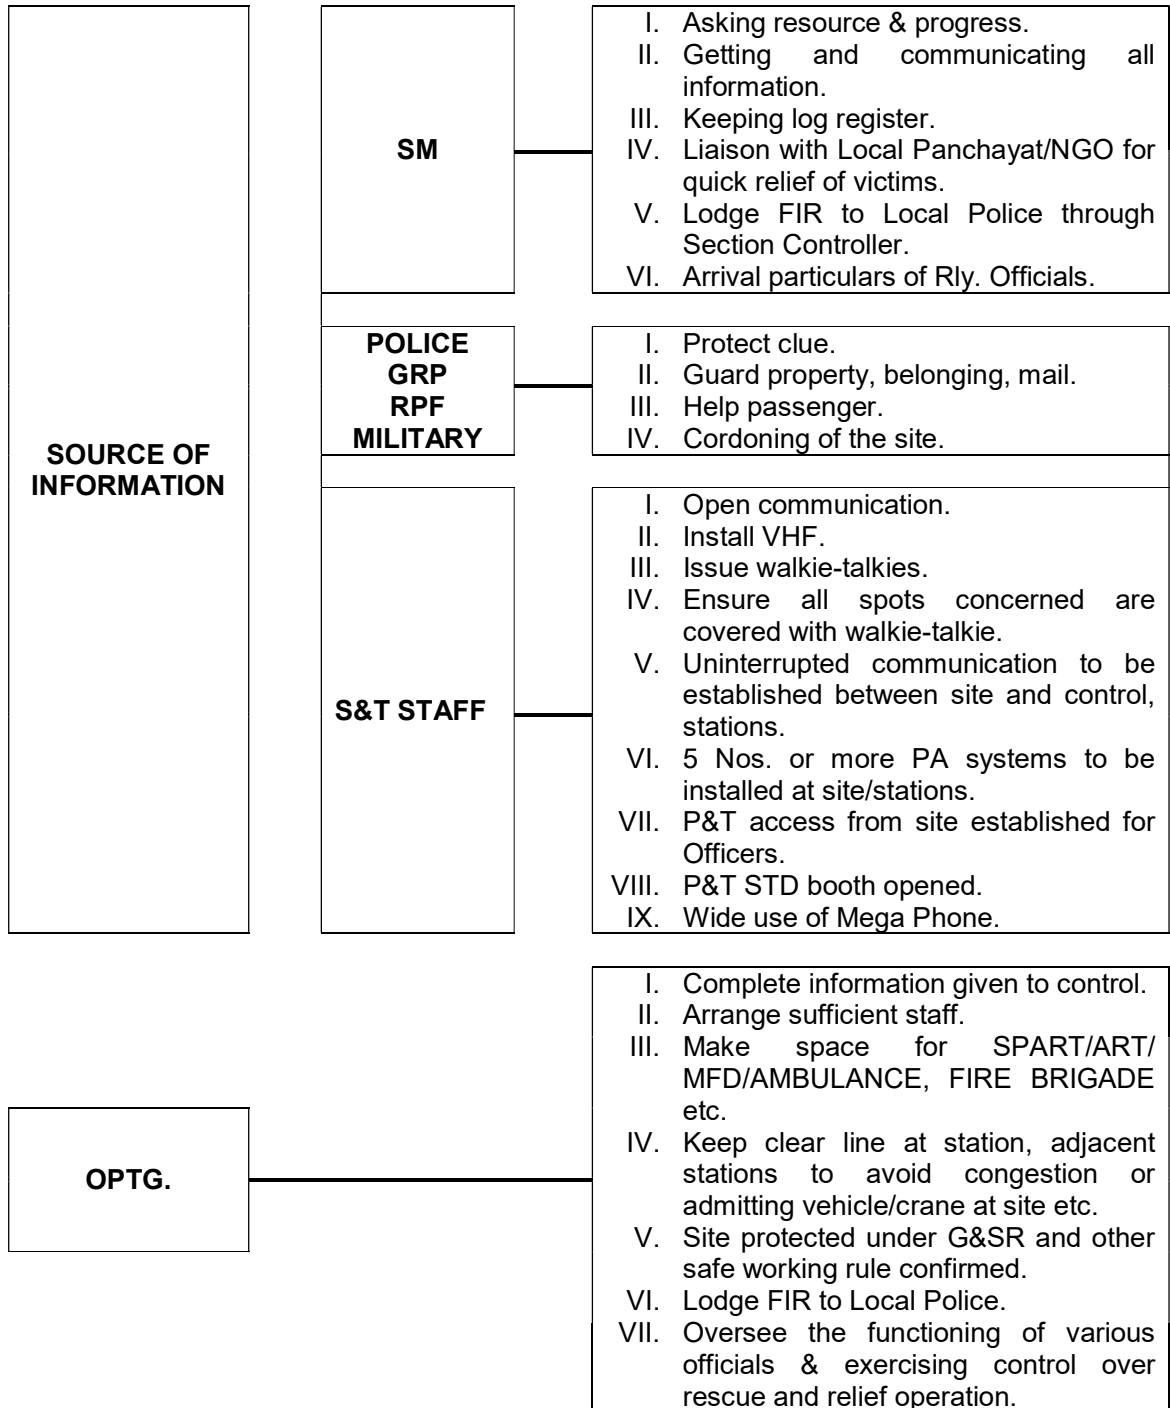 SOURCE OF
INFORMATION
SM
I. Asking resource & progress.
II. Getting and communicating all
information.
III. Keeping log register.
IV. Liaison with Local Panchayat/NGO for
quick relief of victims.
V. Lodge FIR to Local Police through
Section Controller.
VI. Arrival particulars of Rly. Officials.
POLICE
GRP
RPF
MILITARY
I. Protect clue.
II. Guard property, belonging, mail.
III. Help passenger.
IV. Cordoning of the site.
S&T STAFF
I. Open communication.
II. Install VHF.
III. Issue walkie-talkies.
IV. Ensure all spots concerned are
covered with walkie-talkie.
V. Uninterrupted communication to be
established between site and control,
stations.
VI. 5 Nos. or more PA systems to be
installed at site/stations.
VII. P&T access from site established for
Officers.
VIII. P&T STD booth opened.
IX. Wide use of Mega Phone.
OPTG.
I. Complete information given to control.
II. Arrange sufficient staff.
III. Make space for SPART/ART/
MFD/AMBULANCE, FIRE BRIGADE
etc.
IV. Keep clear line at station, adjacent
stations to avoid congestion or
admitting vehicle/crane at site etc.
V. Site protected under G&SR and other
safe working rule confirmed.
VI. Lodge FIR to Local Police.
VII. Oversee the functioning of various
officials & exercising control over
rescue and relief operation.